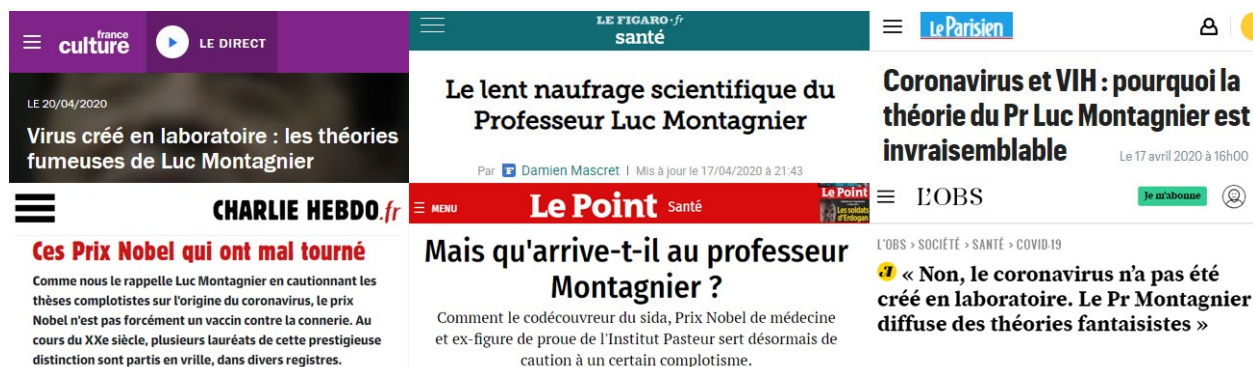 france
culture
LE DIRECT
LE 20/04/2020
Virus créé en laboratoire : les théories
fumeuses de Luc Montagnier
LE FIGARO·fr
santé
Le lent naufrage scientifique du
Professeur Luc Montagnier
Par F Damien Mascret | Mis à jour le 17/04/2020 à 21:43
Le Parisien
Coronavirus et VIH : pourquoi la
théorie du Pr Luc Montagnier est
invraisemblable
Le 17 avril 2020 à 16h00
CHARLIE HEBDO.fr
Ces Prix Nobel qui ont mal tourné
Comme nous le rappelle Luc Montagnier en cautionnant les
thèses complotistes sur l'origine du coronavirus, le prix
Nobel n'est pas forcément un vaccin contre la connerie. Au
cours du XXe siècle, plusieurs lauréats de cette prestigieuse
distinction sont partis en vrille, dans divers registres.
MENU
Le Point Santé
Le Point
Les soldats
d'Erdogan
Mais qu'arrive-t-il au professeur
Montagnier ?
Comment le codécouvreur du sida, Prix Nobel de médecine
et ex-figure de proue de l'Institut Pasteur sert désormais de
caution à un certain complotisme.
L'OBS
Je m'abonne
L'OBS > SOCIÉTÉ > SANTÉ > COVID-19
« Non, le coronavirus n'a pas été
créé en laboratoire. Le Pr Montagnier
diffuse des théories fantaisistes »